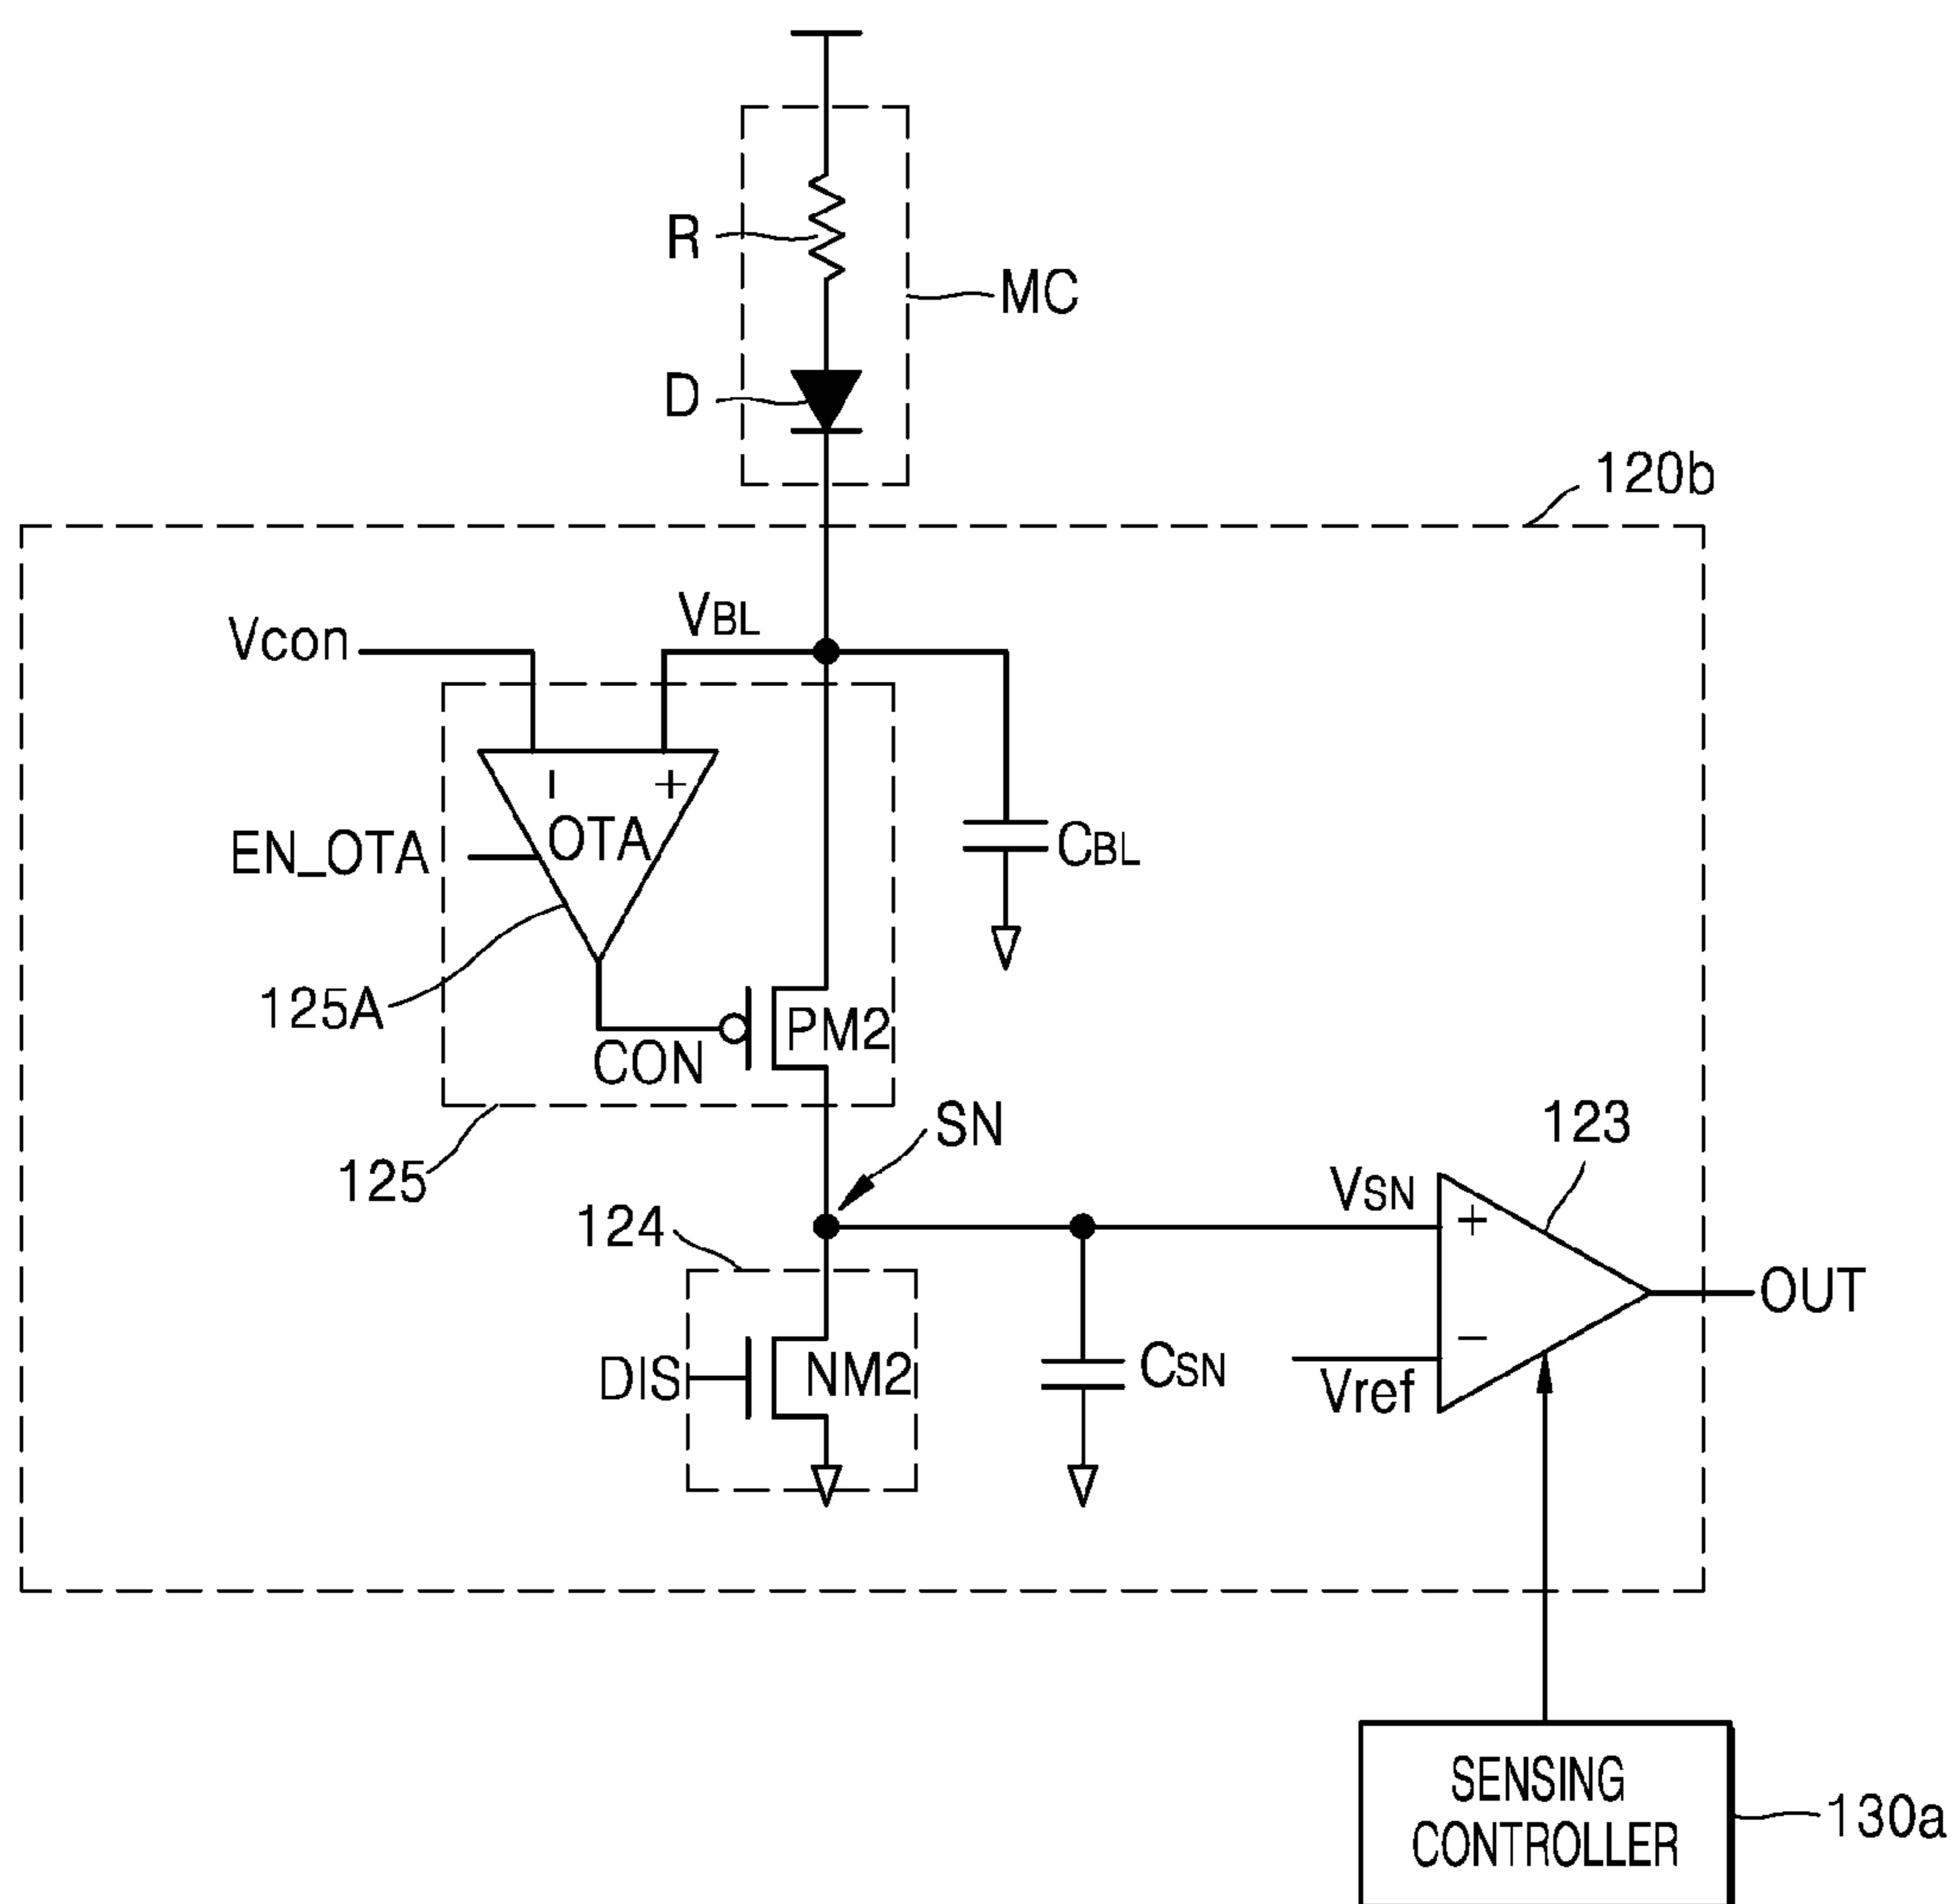 R
MC
D
120b
VBL
Vcon
- +
OTA
EN_OTA
CBL
125A
PM2
CON
SN
123
125
VSN
124
+
OUT
-
DIS
NM2
CSN
Vref
SENSING
CONTROLLER
130a